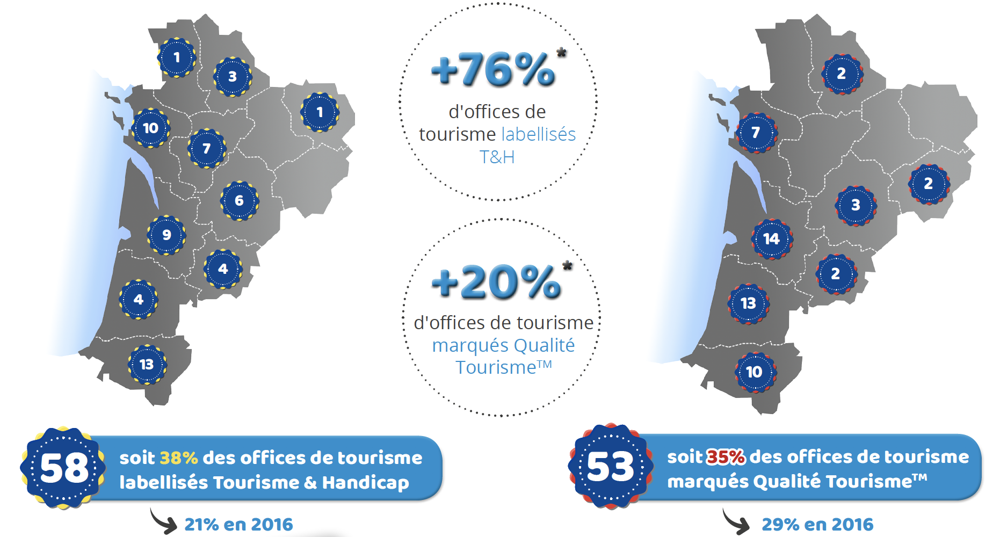 1
3
1
10
7
6
9
4
4
13
+76%*
d'offices de
tourisme labellisés
T&H
+20%*
d'offices de tourisme
marqués Qualité
Tourisme™
2
7
2
3
14
2
13
10
58
soit 38% des offices de tourisme
labellisés Tourisme & Handicap
21% en 2016
53
soit 35% des offices de tourisme
marqués Qualité Tourisme™
29% en 2016